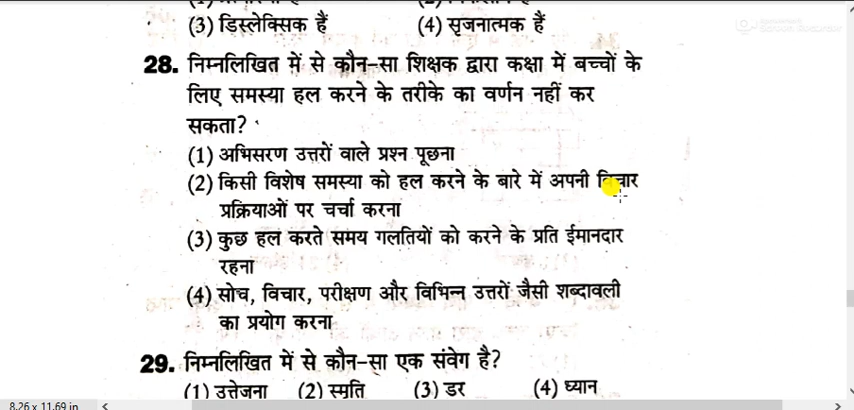 (3) डिस्लेक्सिक हैं (4) सृजनात्मक हैं
28. निम्नलिखित में से कौन-सा शिक्षक द्वारा कक्षा में बच्चों के
लिए समस्या हल करने के तरीके का वर्णन नहीं कर
सकता?
(1) अभिसरण उत्तरों वाले प्रश्न पूछना
(2) किसी विशेष समस्या को हल करने के बारे में अपनी विचार
प्रक्रियाओं पर चर्चा करना
(3) कुछ हल करते समय गलतियों को करने के प्रति ईमानदार
रहना
(4) सोच, विचार, परीक्षण और विभिन्न उत्तरों जैसी शब्दावली
का प्रयोग करना
29. निम्नलिखित में से कौन-सा एक संवेग है?
(1) उत्तेजना (2) स्मृति (3) डर (4) ध्यान
8.26 x 11.69 in